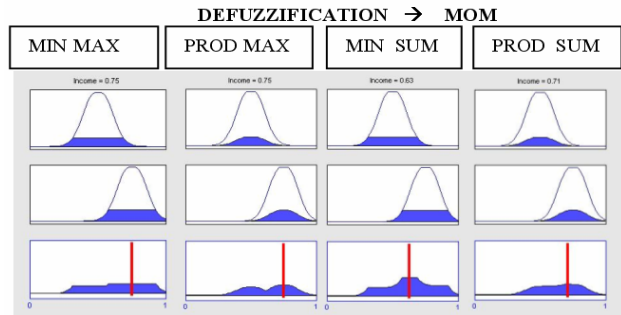 DEFUZZIFICATION → MOM
MIN MAX PROD MAX MIN SUM PROD SUM
Income = 0.75 Income = 0.75 Income = 0.63 Income = 0.71
0 1 0 1 0 1 0 1